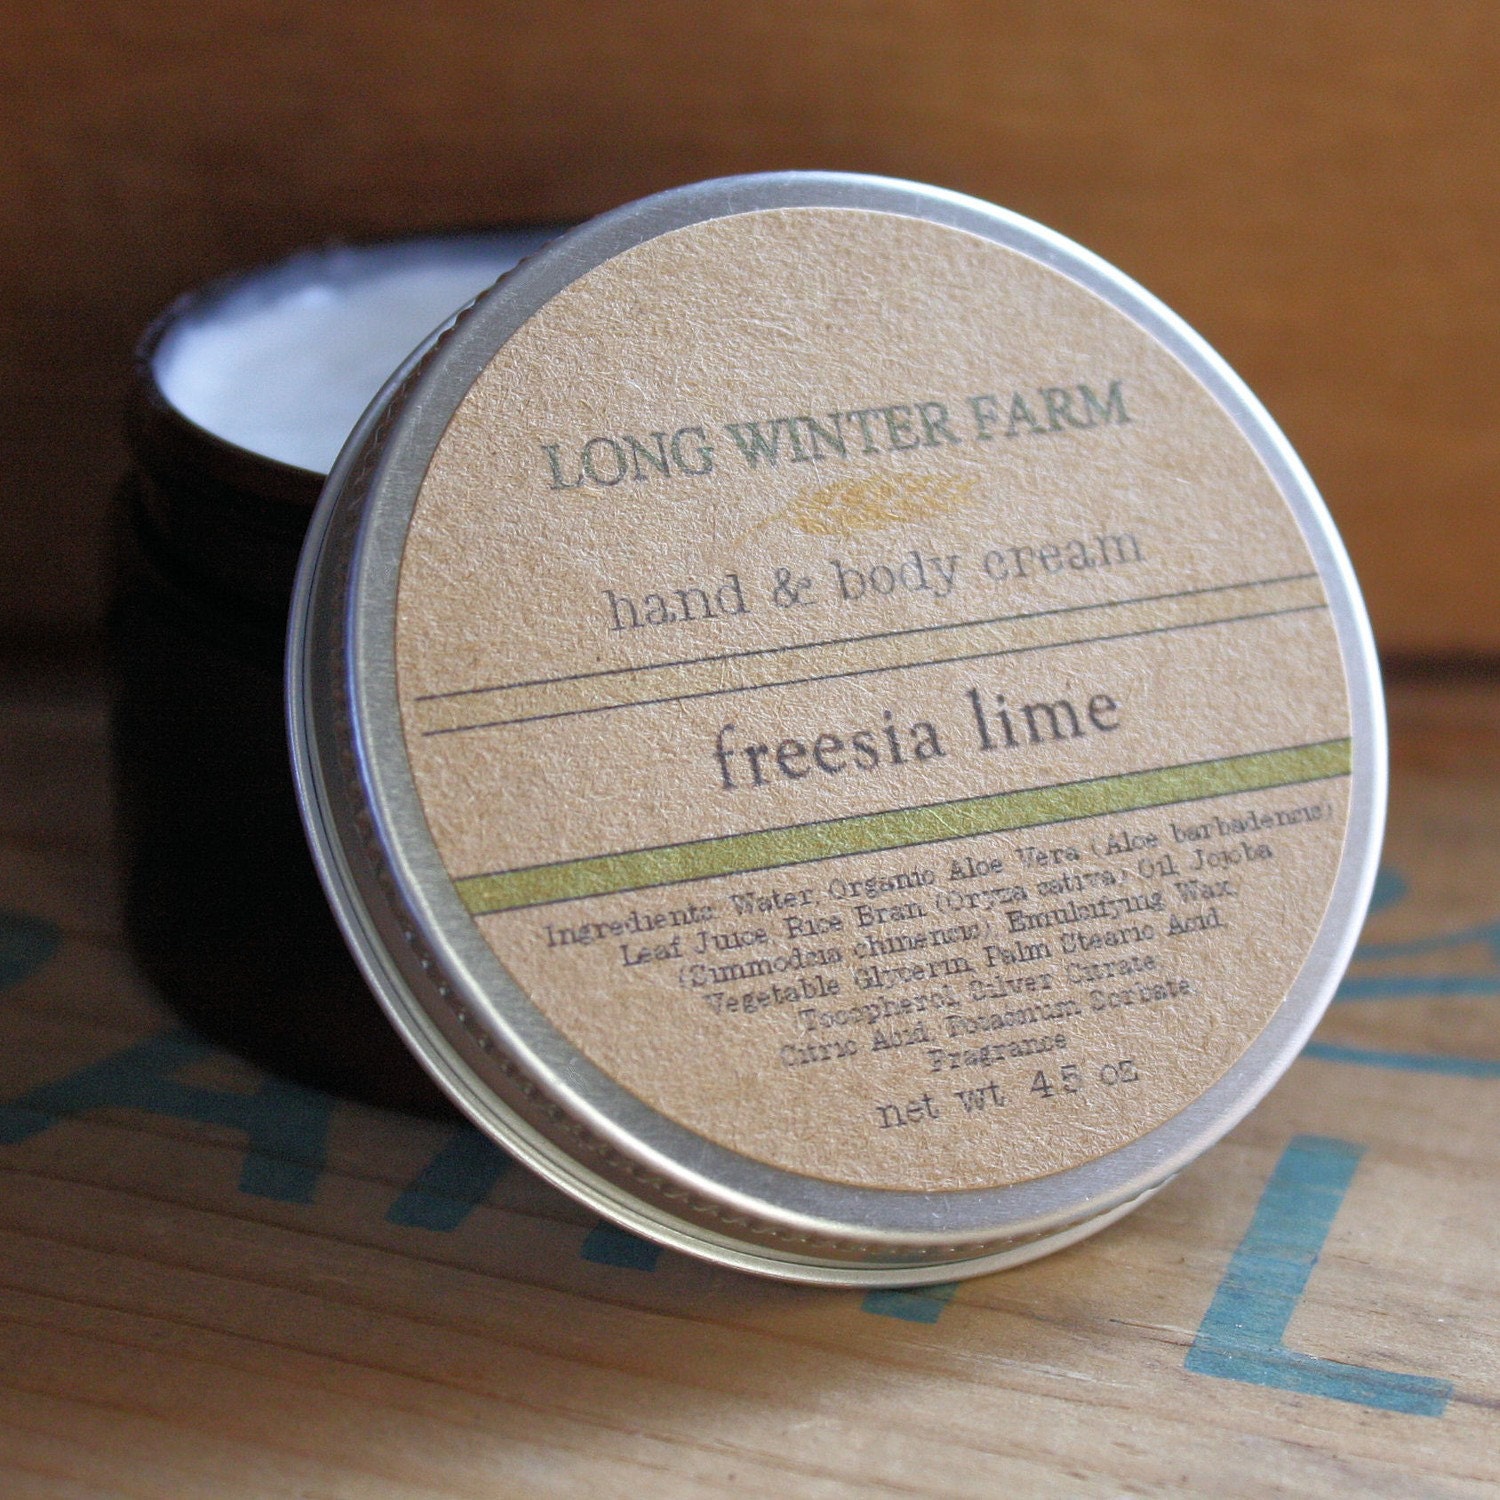 LONG WINTER FARM
hand & body cream
freesia lime
Ingredients: Water, Organic Aloe Vera (Aloe barbadensis)
Leaf Juice, Rice Bran (Oryza sativa) Oil, Jojoba
(Simmodsia chinensis), Emulsifying Wax,
Vegetable Glycerin, Palm Stearic Acid,
Tocopherol, Silver Citrate,
Citric Acid, Potassium Sorbate,
Fragrance
net wt. 4.5 oz